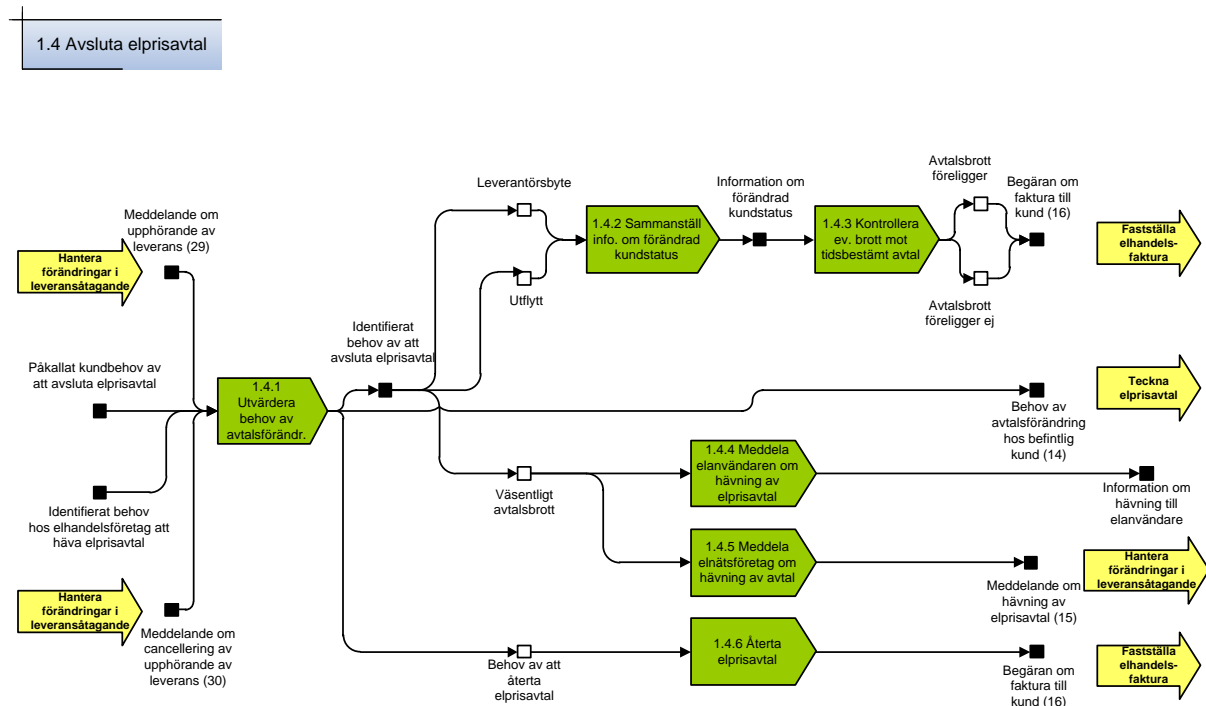 1.4 Avsluta elprisavtal
Meddelande om
upphörande av
leverans (29)
Hantera
förändringar i
leveransåtagande
Påkallat kundbehov av
att avsluta elprisavtal
1.4.1
Utvärdera
behov av
avtalsförändr.
Identifierat behov
hos elhandelsföretag att
häva elprisavtal
Hantera
förändringar i
leveransåtagande
Meddelande om
cancellering av
upphörande av
leverans (30)
Identifierat
behov av att
avsluta elprisavtal
Leverantörsbyte
Utflytt
1.4.2 Sammanställ
info. om förändrad
kundstatus
Information om
förändrad
kundstatus
1.4.3 Kontrollera
ev. brott mot
tidsbestämt avtal
Avtalsbrott
föreligger
Avtalsbrott
föreligger ej
Begäran om
faktura till
kund (16)
Fastställa
elhandels-
faktura
Behov av
avtalsförändring
hos befintlig
kund (14)
Teckna
elprisavtal
Väsentligt
avtalsbrott
1.4.4 Meddela
elanvändaren om
hävning av
elprisavtal
Information om
hävning till
elanvändare
1.4.5 Meddela
elnätsföretag om
hävning av avtal
Meddelande om
hävning av
elprisavtal (15)
Hantera
förändringar i
leveransåtagande
Behov av att
återta
elprisavtal
1.4.6 Återta
elprisavtal
Begäran om
faktura till
kund (16)
Fastställa
elhandels-
faktura